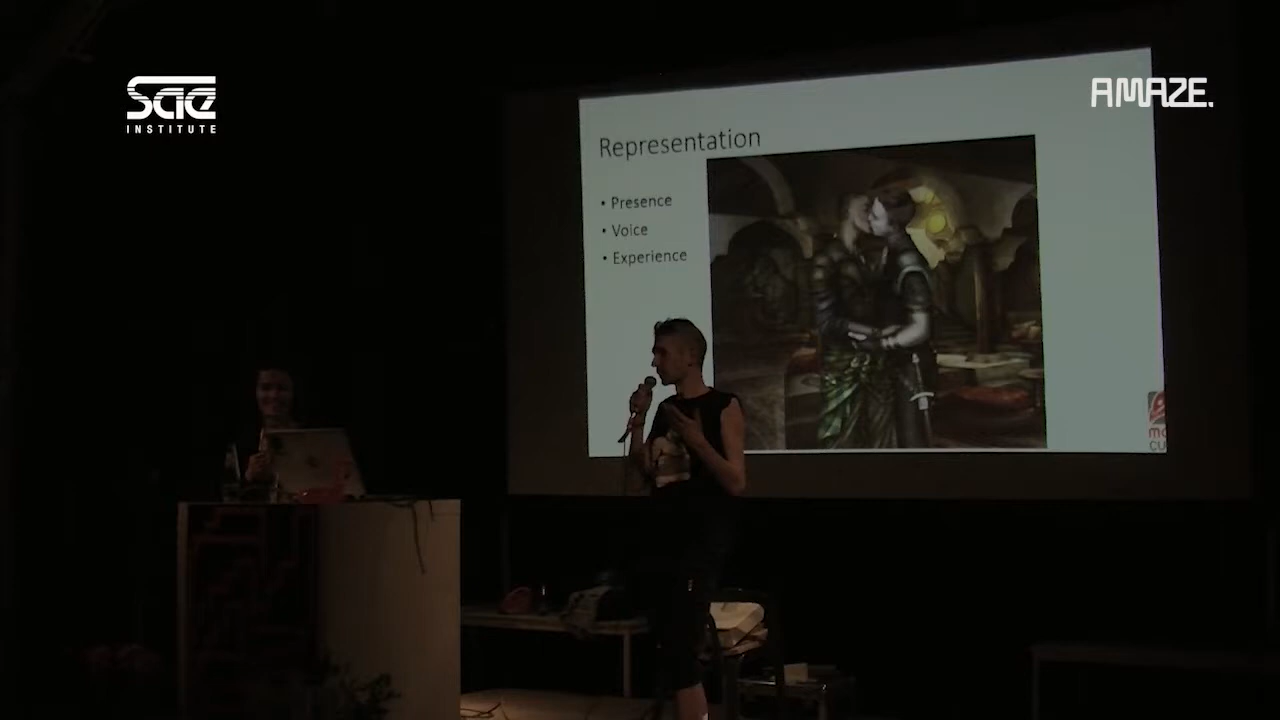 Sae
INSTITUTE
AMAZE.
Representation
• Presence
• Voice
• Experience